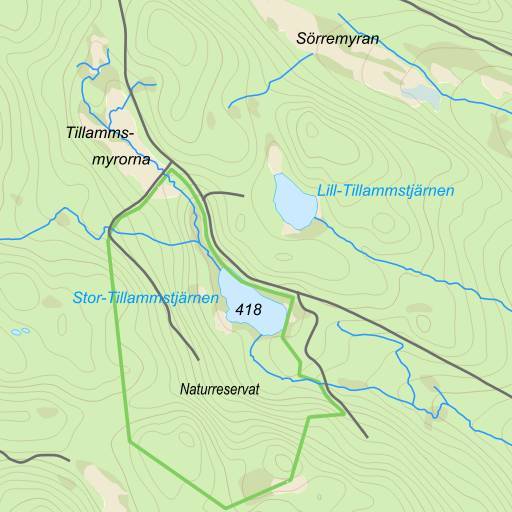 Sörremyran
Tillamms-
myrorna
Lill-Tillammstjärnen
Stor-Tillammstjärnen
418
Naturreservat